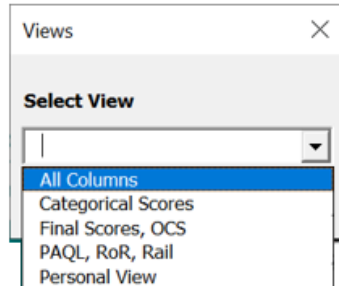 Views
Select View
All Columns
Categorical Scores
Final Scores, OCS
PAQL, RoR, Rail
Personal View